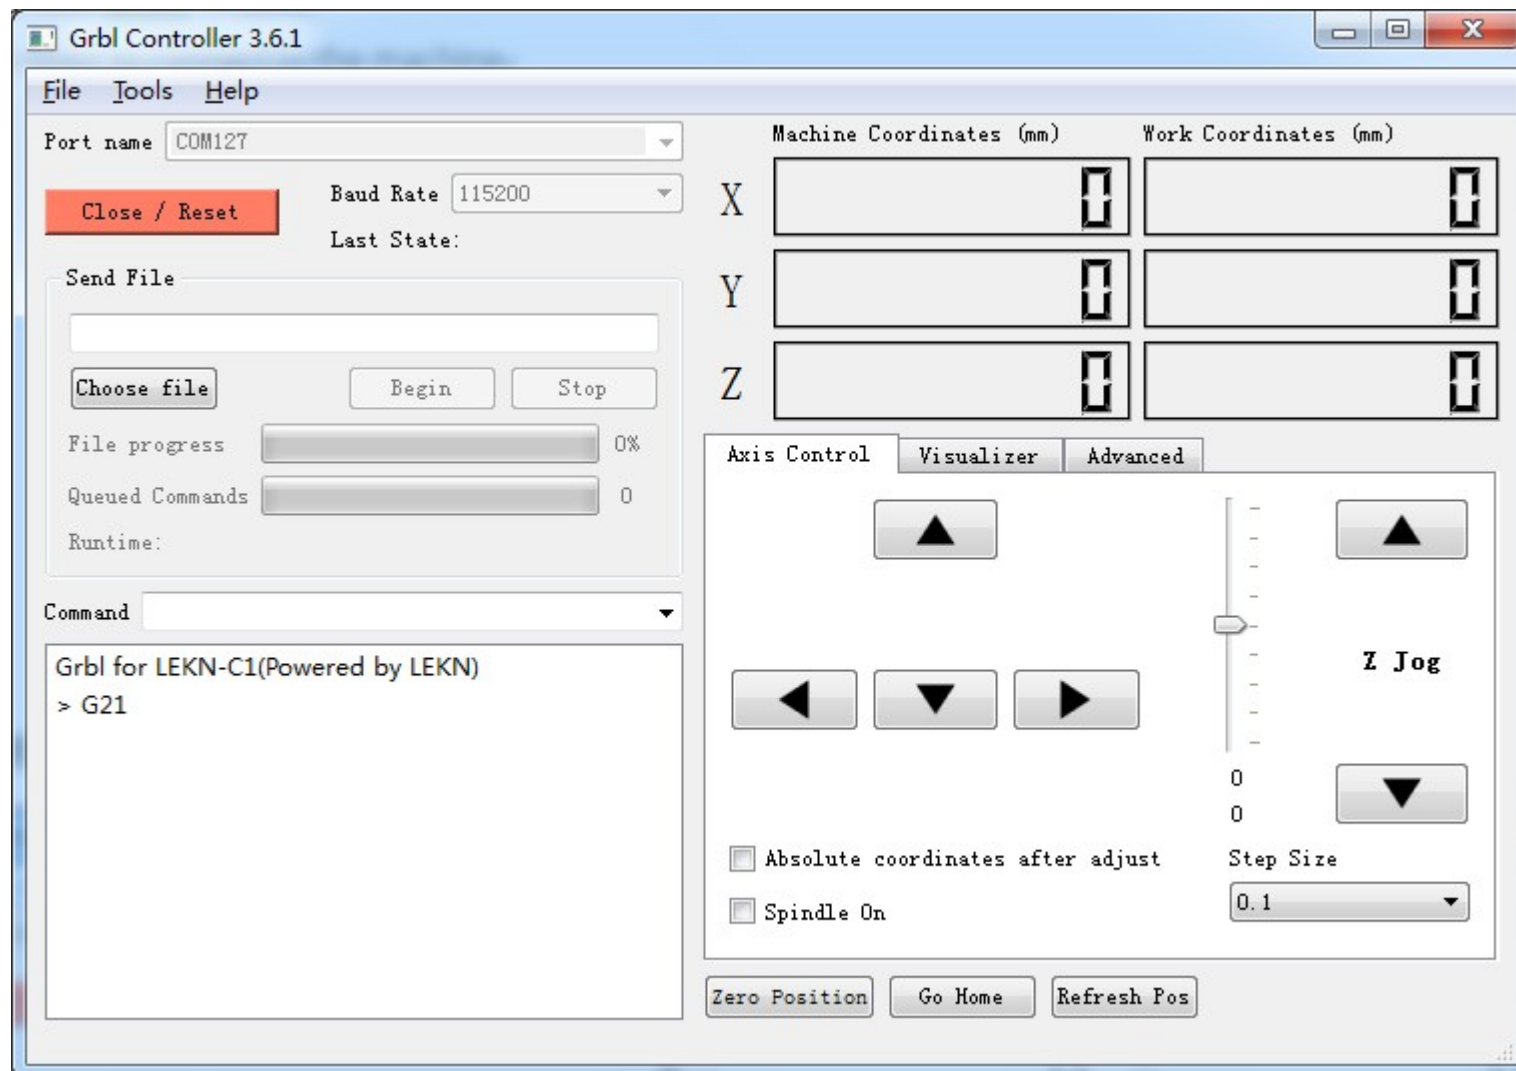 Grbl Controller 3.6.1
File Tools Help
Port name COM127
Close / Reset
Baud Rate 115200
Last State:
Send File
Choose file Begin Stop
File progress 0%
Queued Commands 0
Runtime:
Command
Grbl for LEKN-C1(Powered by LEKN)
> G21
Machine Coordinates (mm) Work Coordinates (mm)
X 0 0
Y 0 0
Z 0 0
Axis Control Visualizer Advanced
Z Jog
0
0
Absolute coordinates after adjust
Step Size
0.1
Spindle On
Zero Position Go Home Refresh Pos